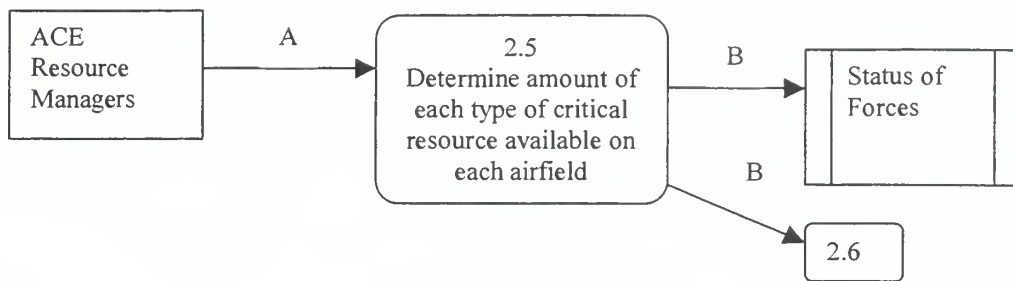 ACE
Resource
Managers
A
2.5
Determine amount of
each type of critical
resource available on
each airfield
B
Status of
Forces
B
2.6